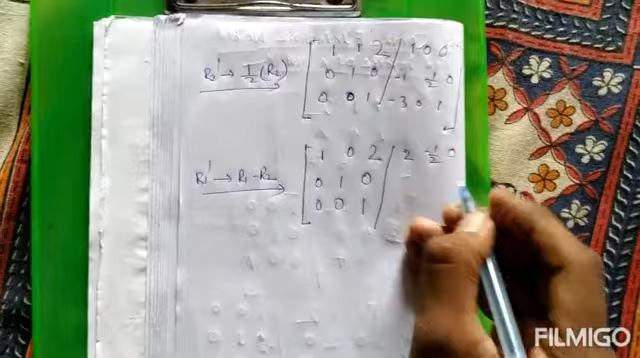 1 1 2 / 1 0 0
R2' → 1/2 (R2) 0 1 0 / -1 1/2 0
0 0 1 / -3 0 1
1 0 2 / 2 -1/2 0
R1' → R1 - R2 0 1 0
0 0 1
FILMIGO